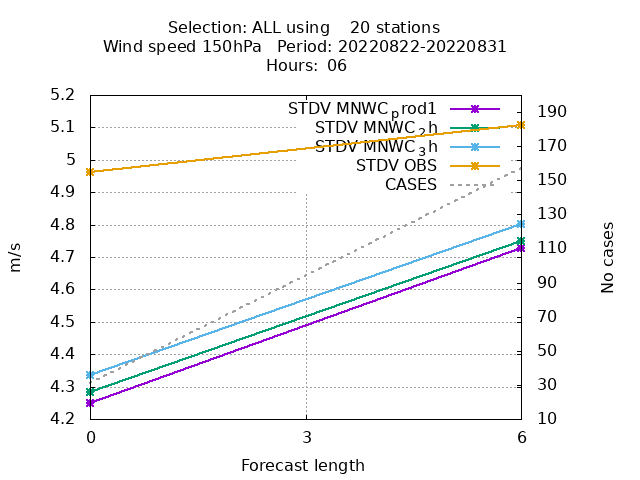 Selection: ALL using 20 stations
Wind speed 150hPa Period: 20220822-20220831
Hours: 06
STDV MNWC_prod1
STDV MNWC_2h
STDV MNWC_3h
STDV OBS
CASES
5.2
5.1
5
4.9
4.8
4.7
4.6
4.5
4.4
4.3
4.2
m/s
190
170
150
130
110
90
70
50
30
10
No cases
0 3 6
Forecast length